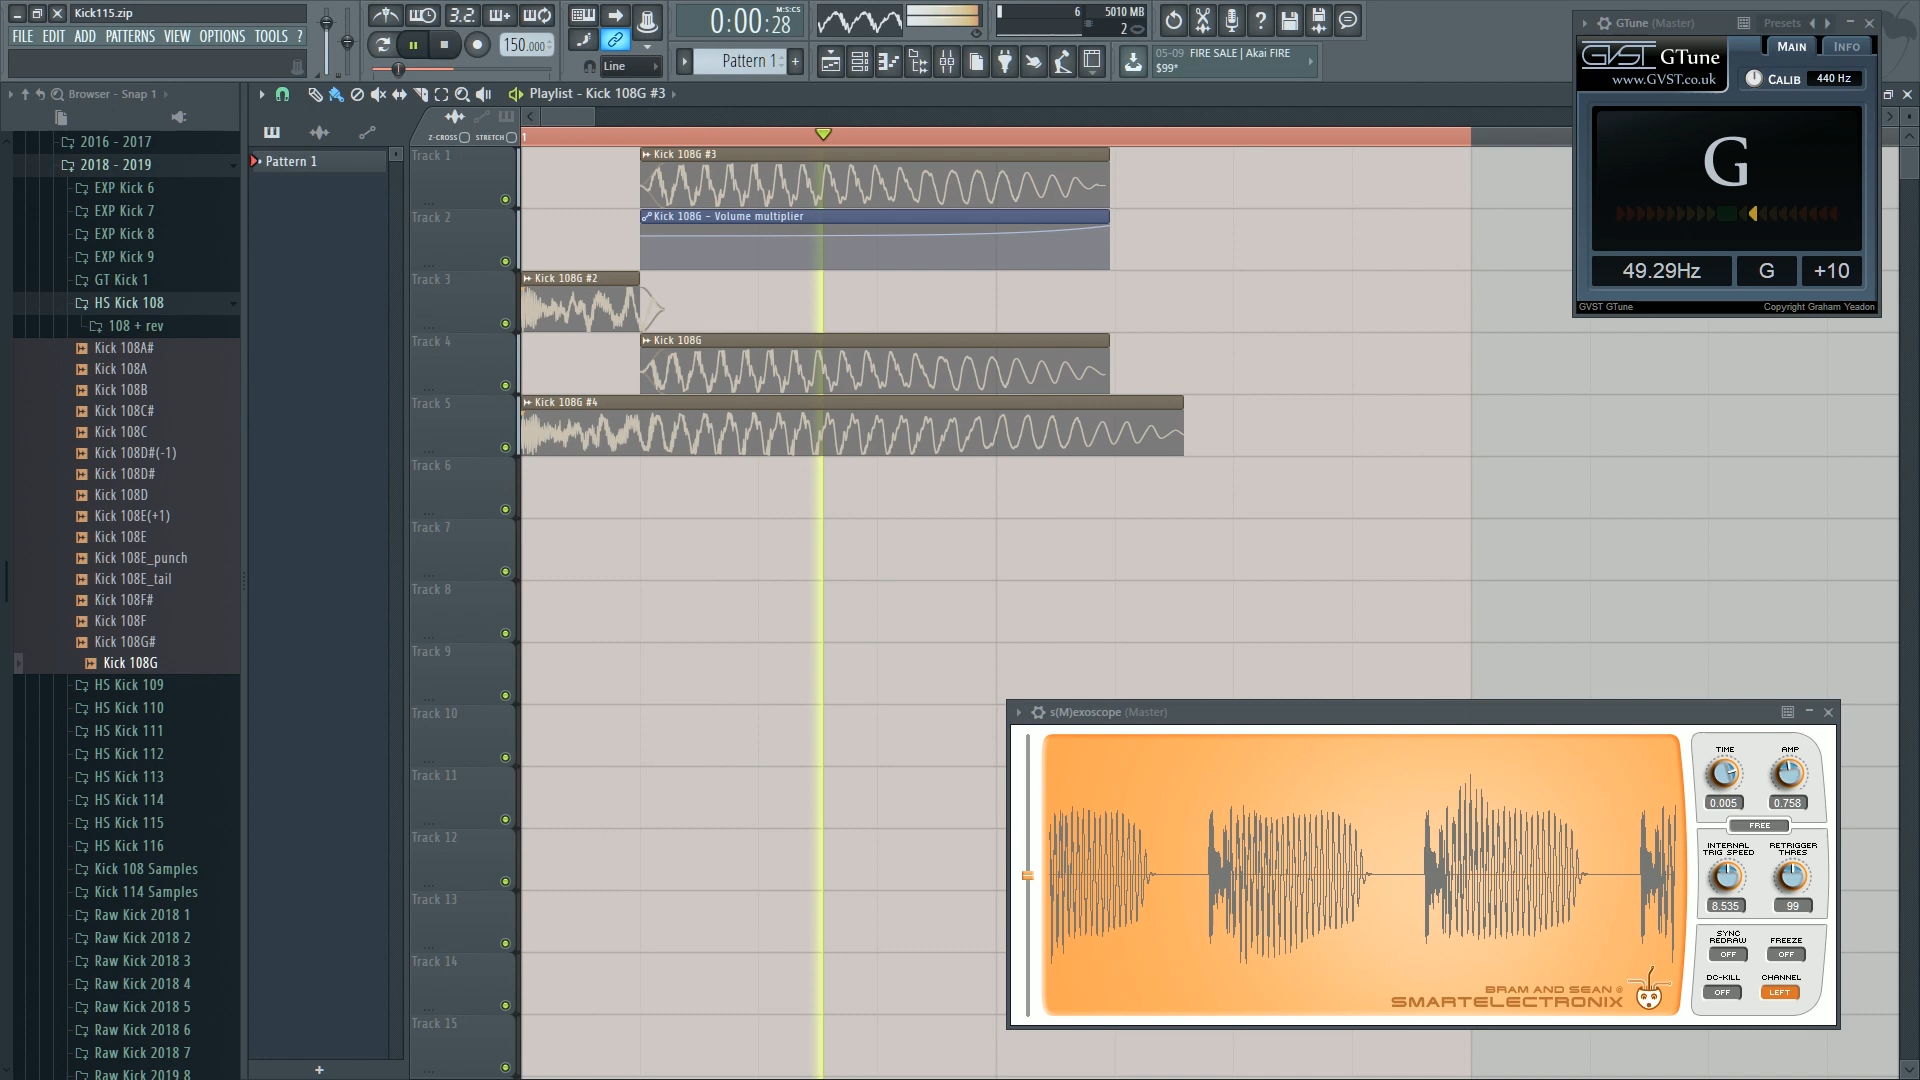 Kick115.zip
FILE EDIT ADD PATTERNS VIEW OPTIONS TOOLS ?
3.2.
150.000
Line
M:S:CS
0:00:28
6
5010 MB
2
Pattern 1
05-09 FIRE SALE | Akai FIRE
$99*
Browser - Snap 1
2016 - 2017
2018 - 2019
EXP Kick 6
EXP Kick 7
EXP Kick 8
EXP Kick 9
GT Kick 1
HS Kick 108
108 + rev
Kick 108A#
Kick 108A
Kick 108B
Kick 108C#
Kick 108C
Kick 108D#(-1)
Kick 108D#
Kick 108D
Kick 108E(+1)
Kick 108E
Kick 108E_punch
Kick 108E_tail
Kick 108F#
Kick 108F
Kick 108G#
Kick 108G
HS Kick 109
HS Kick 110
HS Kick 111
HS Kick 112
HS Kick 113
HS Kick 114
HS Kick 115
HS Kick 116
Kick 108 Samples
Kick 114 Samples
Raw Kick 2018 1
Raw Kick 2018 2
Raw Kick 2018 3
Raw Kick 2018 4
Raw Kick 2018 5
Raw Kick 2018 6
Raw Kick 2018 7
Raw Kick 2019 8
Pattern 1
Playlist - Kick 108G #3
Z-CROSS STRETCH
1
Track 1
Kick 108G #3
Track 2
Kick 108G - Volume multiplier
Track 3
Kick 108G #2
Track 4
Kick 108G
Track 5
Kick 108G #4
Track 6
Track 7
Track 8
Track 9
Track 10
Track 11
Track 12
Track 13
Track 14
Track 15
GTune (Master)
Presets
GVST GTune
www.GVST.co.uk
MAIN INFO
CALIB 440 Hz
G
49.29Hz G +10
GVST GTune Copyright Graham Yeadon
s(M)exoscope (Master)
TIME AMP
0.005 0.758
FREE
INTERNAL TRIG SPEED
RETRIGGER THRES
8.535 99
SYNC REDRAW
FREEZE
OFF OFF
DC-KILL CHANNEL
OFF LEFT
BRAM AND SEAN @
SMARTELECTRONIX